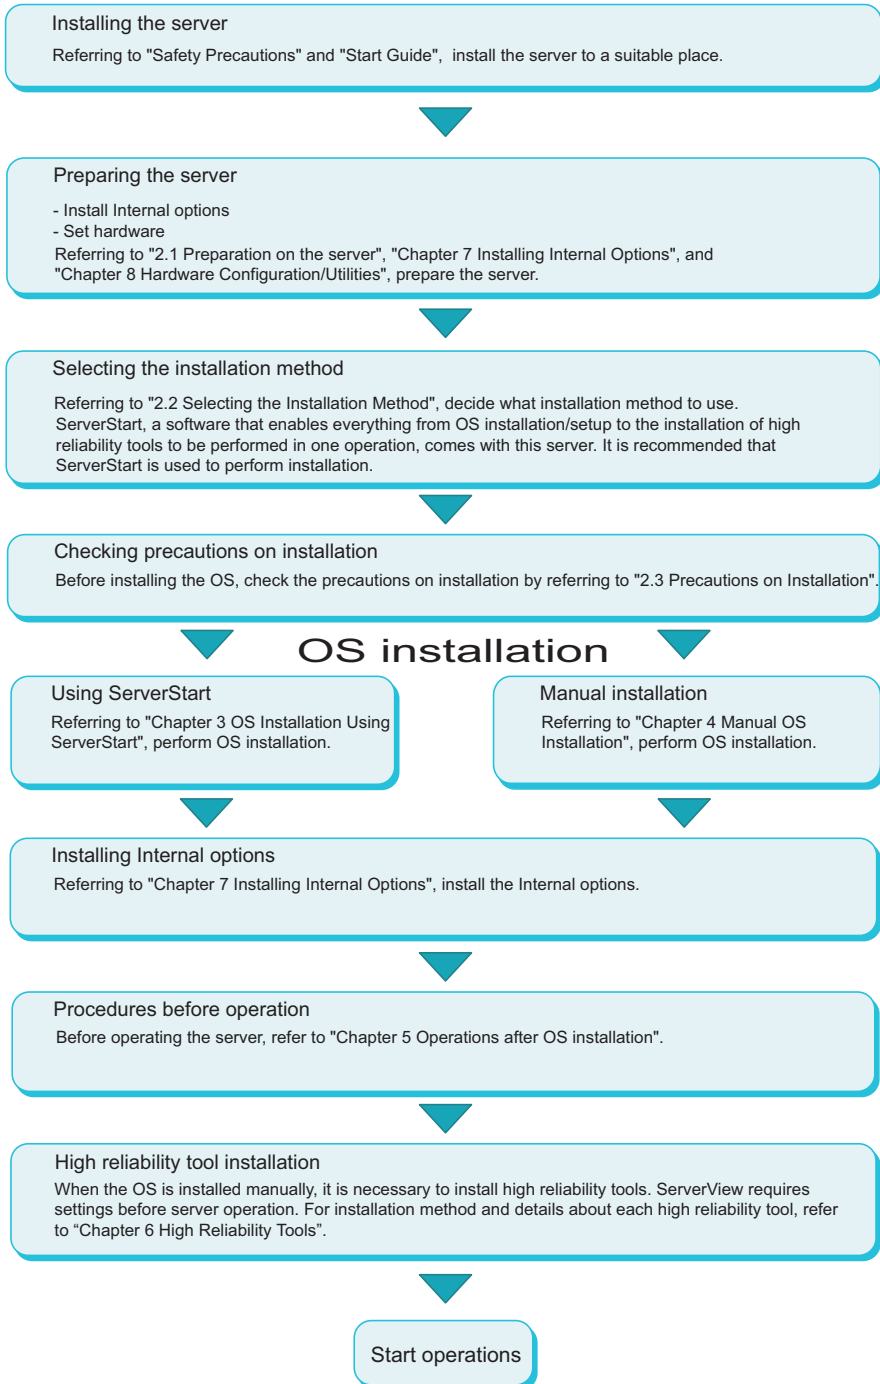 Installing the server
Referring to "Safety Precautions" and "Start Guide",  install the server to a suitable place.
Preparing the server
- Install Internal options
- Set hardware
Referring to "2.1 Preparation on the server", "Chapter 7 Installing Internal Options", and
"Chapter 8 Hardware Configuration/Utilities", prepare the server.
Selecting the installation method
Referring to "2.2 Selecting the Installation Method", decide what installation method to use.
ServerStart, a software that enables everything from OS installation/setup to the installation of high
reliability tools to be performed in one operation, comes with this server. It is recommended that
ServerStart is used to perform installation.
Checking precautions on installation
Before installing the OS, check the precautions on installation by referring to "2.3 Precautions on Installation".
OS installation
Using ServerStart
Referring to "Chapter 3 OS Installation Using
ServerStart", perform OS installation.
Manual installation
Referring to "Chapter 4 Manual OS
Installation", perform OS installation.
Installing Internal options
Referring to "Chapter 7 Installing Internal Options", install the Internal options.
Procedures before operation
Before operating the server, refer to "Chapter 5 Operations after OS installation".
High reliability tool installation
When the OS is installed manually, it is necessary to install high reliability tools. ServerView requires
settings before server operation. For installation method and details about each high reliability tool, refer
to “Chapter 6 High Reliability Tools”.
Start operations